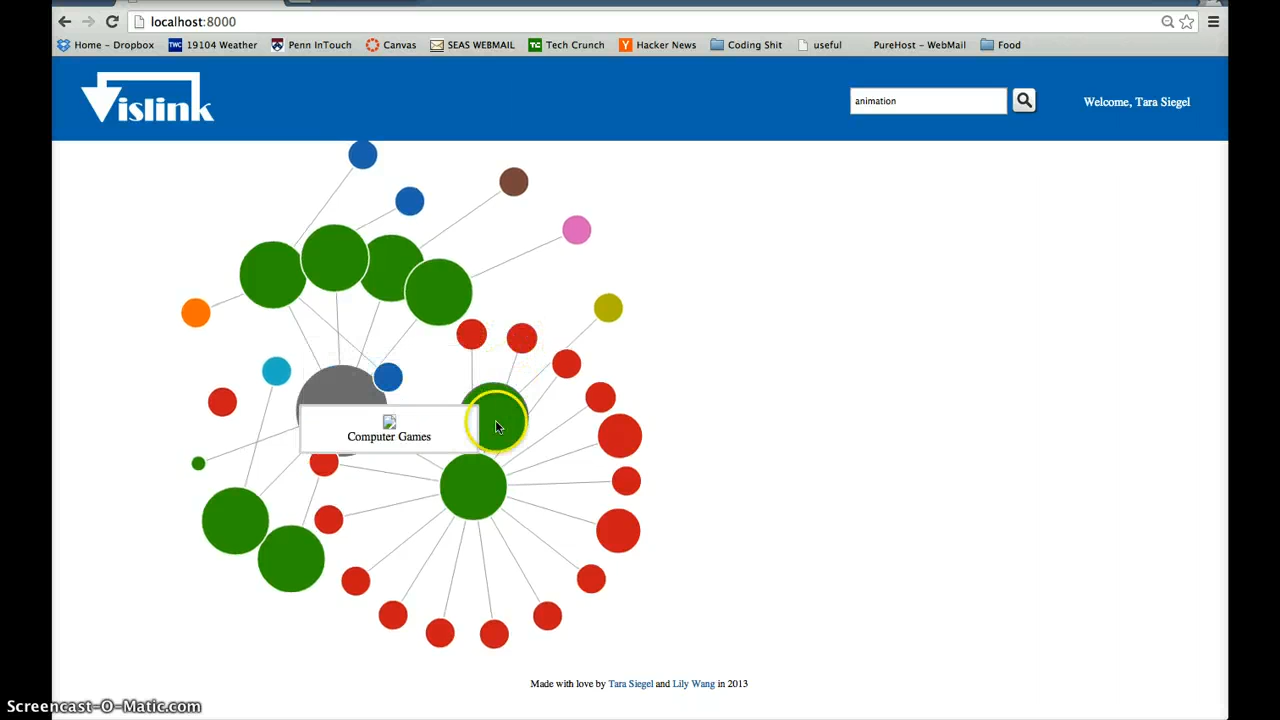 localhost:8000
Home - Dropbox 19104 Weather Penn InTouch Canvas SEAS WEBMAIL Tech Crunch Hacker News Coding Shit useful PureHost - WebMail Food
Vislink
animation
Welcome, Tara Siegel
Computer Games
Made with love by Tara Siegel and Lily Wang in 2013
Screencast-O-Matic.com